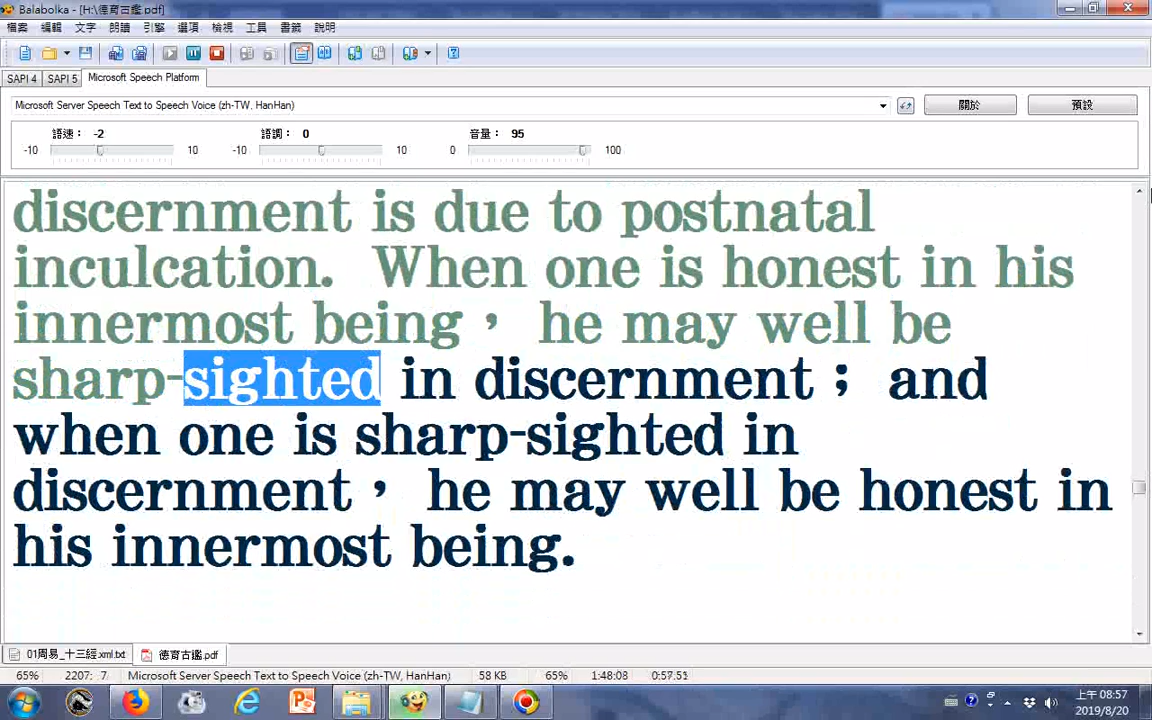 Balabolka - [H:\德育古鑑.pdf]
檔案 編輯 文字 朗讀 引擎 選項 檢視 工具 書籤 說明
SAPI 4 SAPI 5 Microsoft Speech Platform
Microsoft Server Speech Text to Speech Voice (zh-TW, HanHan) 關於 預設
語速： -2 語調： 0 音量： 95
-10 10 -10 10 0 100
discernment is due to postnatal
inculcation. When one is honest in his
innermost being， he may well be
sharp-sighted in discernment； and
when one is sharp-sighted in
discernment， he may well be honest in
his innermost being.
01周易_十三經.xml.txt 德育古鑑.pdf
65% 2207: 7 Microsoft Server Speech Text to Speech Voice (zh-TW, HanHan) 58 KB 65% 1:48:08 0:57:51
上午 08:57
2019/8/20